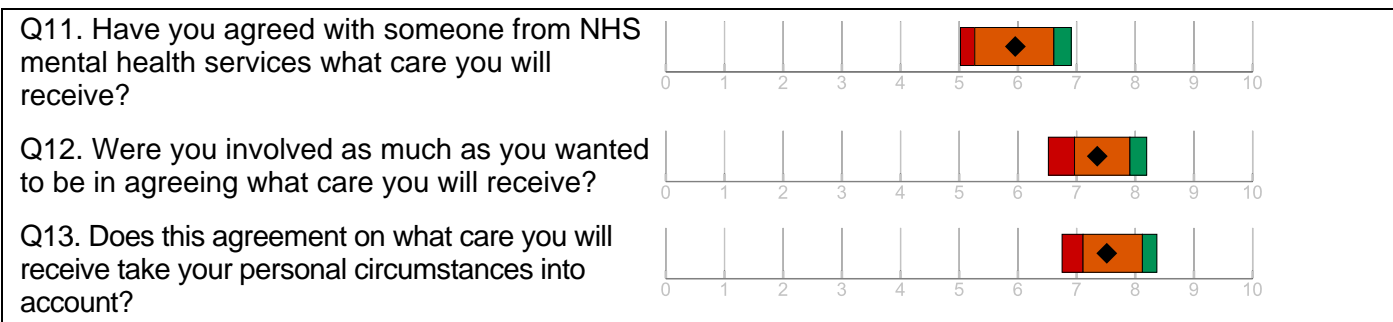 Q11. Have you agreed with someone from NHS
mental health services what care you will
receive?
0 1 2 3 4 5 6 7 8 9 10
Q12. Were you involved as much as you wanted
to be in agreeing what care you will receive?
0 1 2 3 4 5 6 7 8 9 10
Q13. Does this agreement on what care you will
receive take your personal circumstances into
account?
0 1 2 3 4 5 6 7 8 9 10